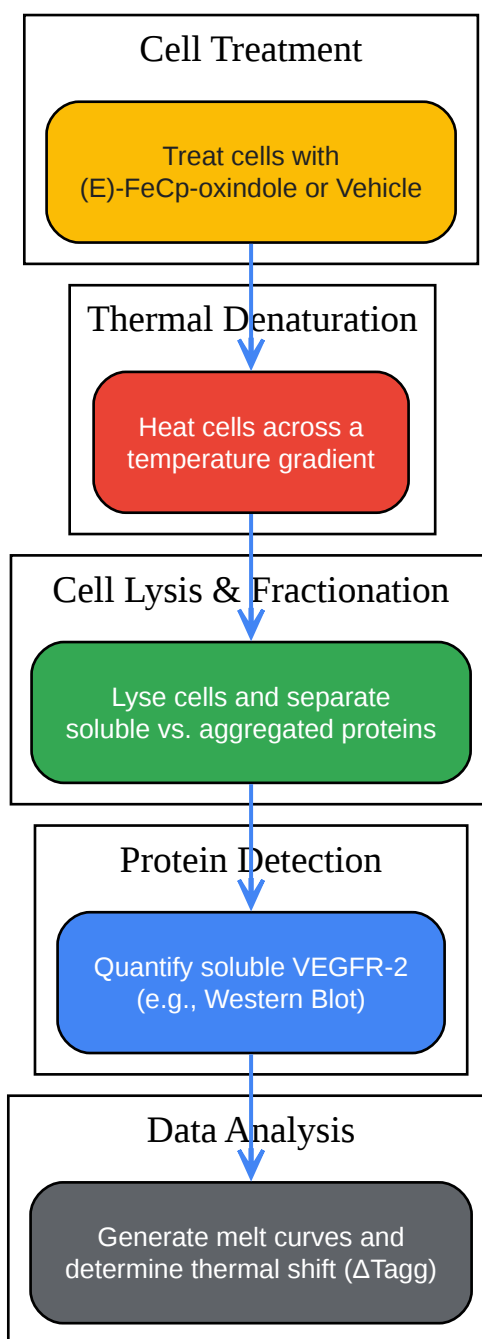 Cell Treatment
Treat cells with
(E)-FeCp-oxindole or Vehicle
Thermal Denaturation
Heat cells across a
temperature gradient
Cell Lysis & Fractionation
Lyse cells and separate
soluble vs. aggregated proteins
Protein Detection
Quantify soluble VEGFR-2
(e.g., Western Blot)
Data Analysis
Generate melt curves and
determine thermal shift (ΔTagg)